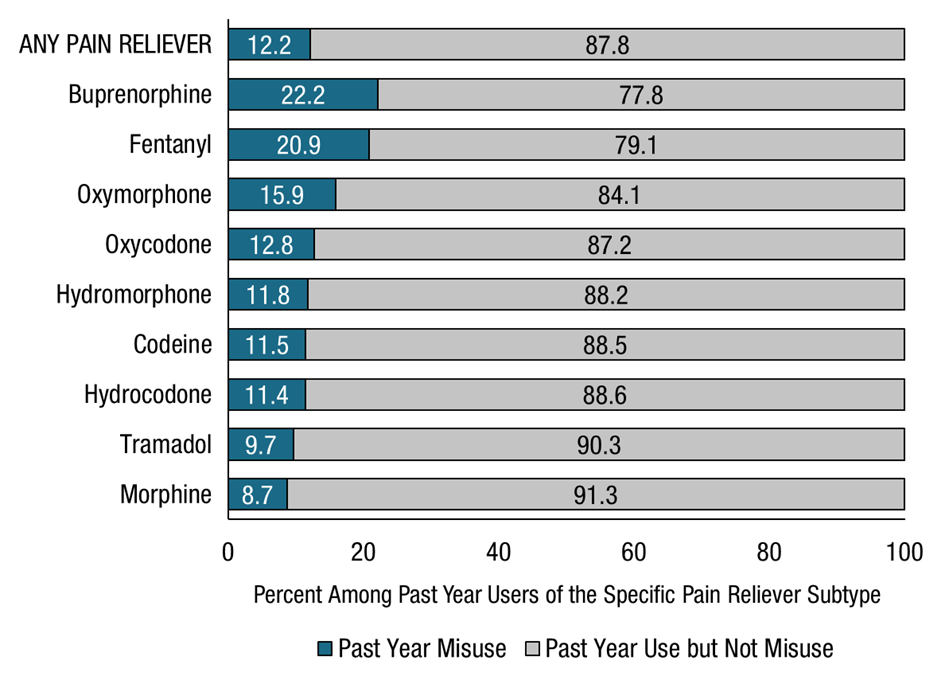 ANY PAIN RELIEVER 12.2 87.8
Buprenorphine 22.2 77.8
Fentanyl 20.9 79.1
Oxymorphone 15.9 84.1
Oxycodone 12.8 87.2
Hydromorphone 11.8 88.2
Codeine 11.5 88.5
Hydrocodone 11.4 88.6
Tramadol 9.7 90.3
Morphine 8.7 91.3
0 20 40 60 80 100
Percent Among Past Year Users of the Specific Pain Reliever Subtype
Past Year Misuse Past Year Use but Not Misuse